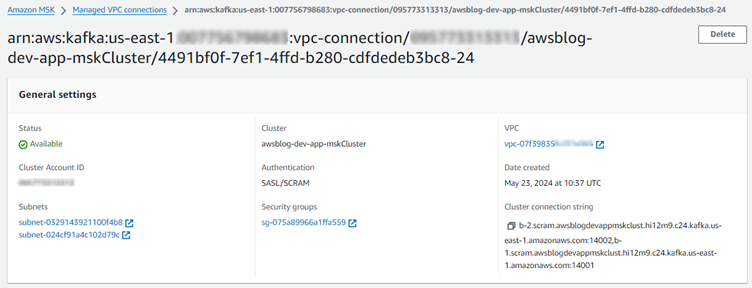 Amazon MSK > Managed VPC connections > arn:aws:kafka:us-east-1:007756798683:vpc-connection/095773313313/awsblog-dev-app-mskCluster/4491bf0f-7ef1-4ffd-b280-cdfdedeb3bc8-24
arn:aws:kafka:us-east-1 :vpc-connection/ /awsblog-
dev-app-mskCluster/4491bf0f-7ef1-4ffd-b280-cdfdedeb3bc8-24
Delete
General settings
Status
Available
Cluster Account ID
Subnets
subnet-0329143921100f4b8
subnet-024cf91a4c102d79c
Cluster
awsblog-dev-app-mskCluster
Authentication
SASL/SCRAM
Security groups
sg-075a89966a1ffa559
VPC
vpc-07f39835
Date created
May 23, 2024 at 10:37 UTC
Cluster connection string
b-2.scram.awsblogdevappmskclust.hi12m9.c24.kafka.us-
east-1.amazonaws.com:14002,b-
1.scram.awsblogdevappmskclust.hi12m9.c24.kafka.us-east-
1.amazonaws.com:14001